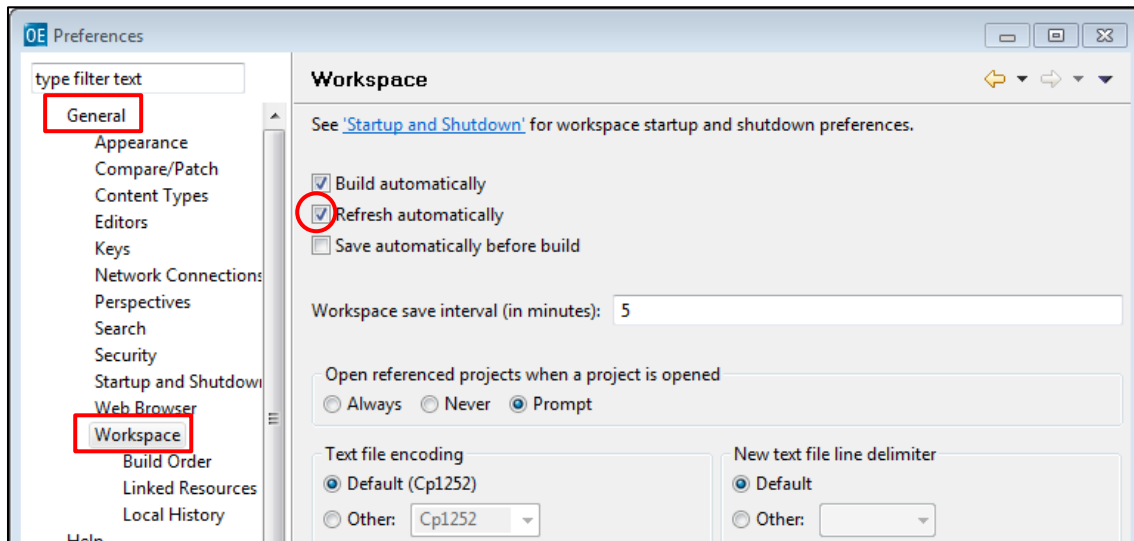 OE Preferences
type filter text
Workspace
General
See 'Startup and Shutdown' for workspace startup and shutdown preferences.
Appearance
Compare/Patch
Build automatically
Content Types
Refresh automatically
Editors
Save automatically before build
Keys
Network Connections
Workspace save interval (in minutes): 5
Perspectives
Search
Security
Open referenced projects when a project is opened
Startup and Shutdow
Always Never Prompt
Web Browser
Workspace
Text file encoding
New text file line delimiter
Build Order
Default (Cp1252)
Default
Linked Resources
Local History
Other: Cp1252
Other:
Help